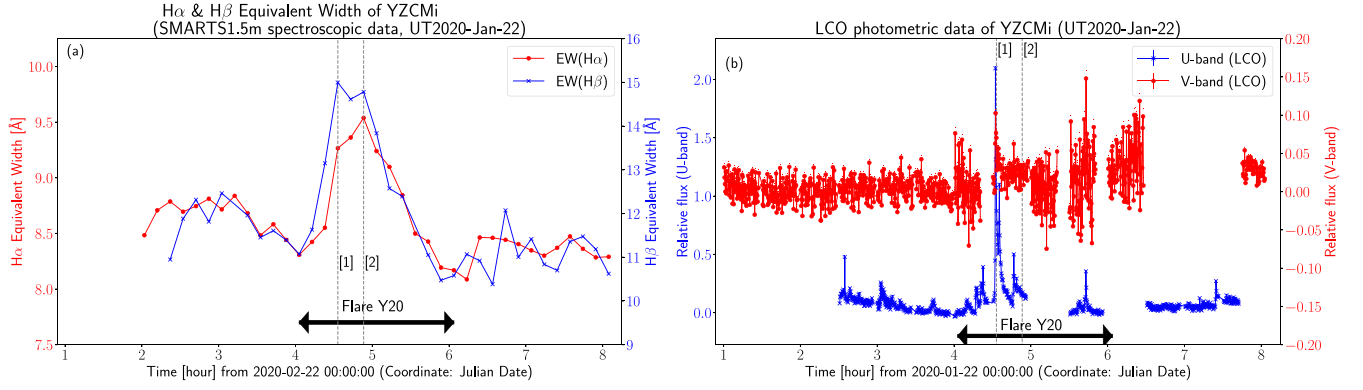 Hα & Hβ Equivalent Width of YZCMi
(SMARTS1.5m spectroscopic data, UT2020-Jan-22)
(a)
EW(Hα)
EW(Hβ)
Hα Equivalent Width [Å]
10.0
9.5
9.0
8.5
8.0
7.5
16
15
14
13
12
11
10
9
Hβ Equivalent Width [Å]
[1]
[2]
Flare Y20
1 2 3 4 5 6 7 8
Time [hour] from 2020-02-22 00:00:00 (Coordinate: Julian Date)
LCO photometric data of YZCMi (UT2020-Jan-22)
(b)
[1]
[2]
U-band (LCO)
V-band (LCO)
Relative flux (U-band)
2.0
1.5
1.0
0.5
0.0
0.20
0.15
0.10
0.05
0.00
−0.05
−0.10
−0.15
−0.20
Relative flux (V-band)
Flare Y20
1 2 3 4 5 6 7 8
Time [hour] from 2020-01-22 00:00:00 (Coordinate: Julian Date)